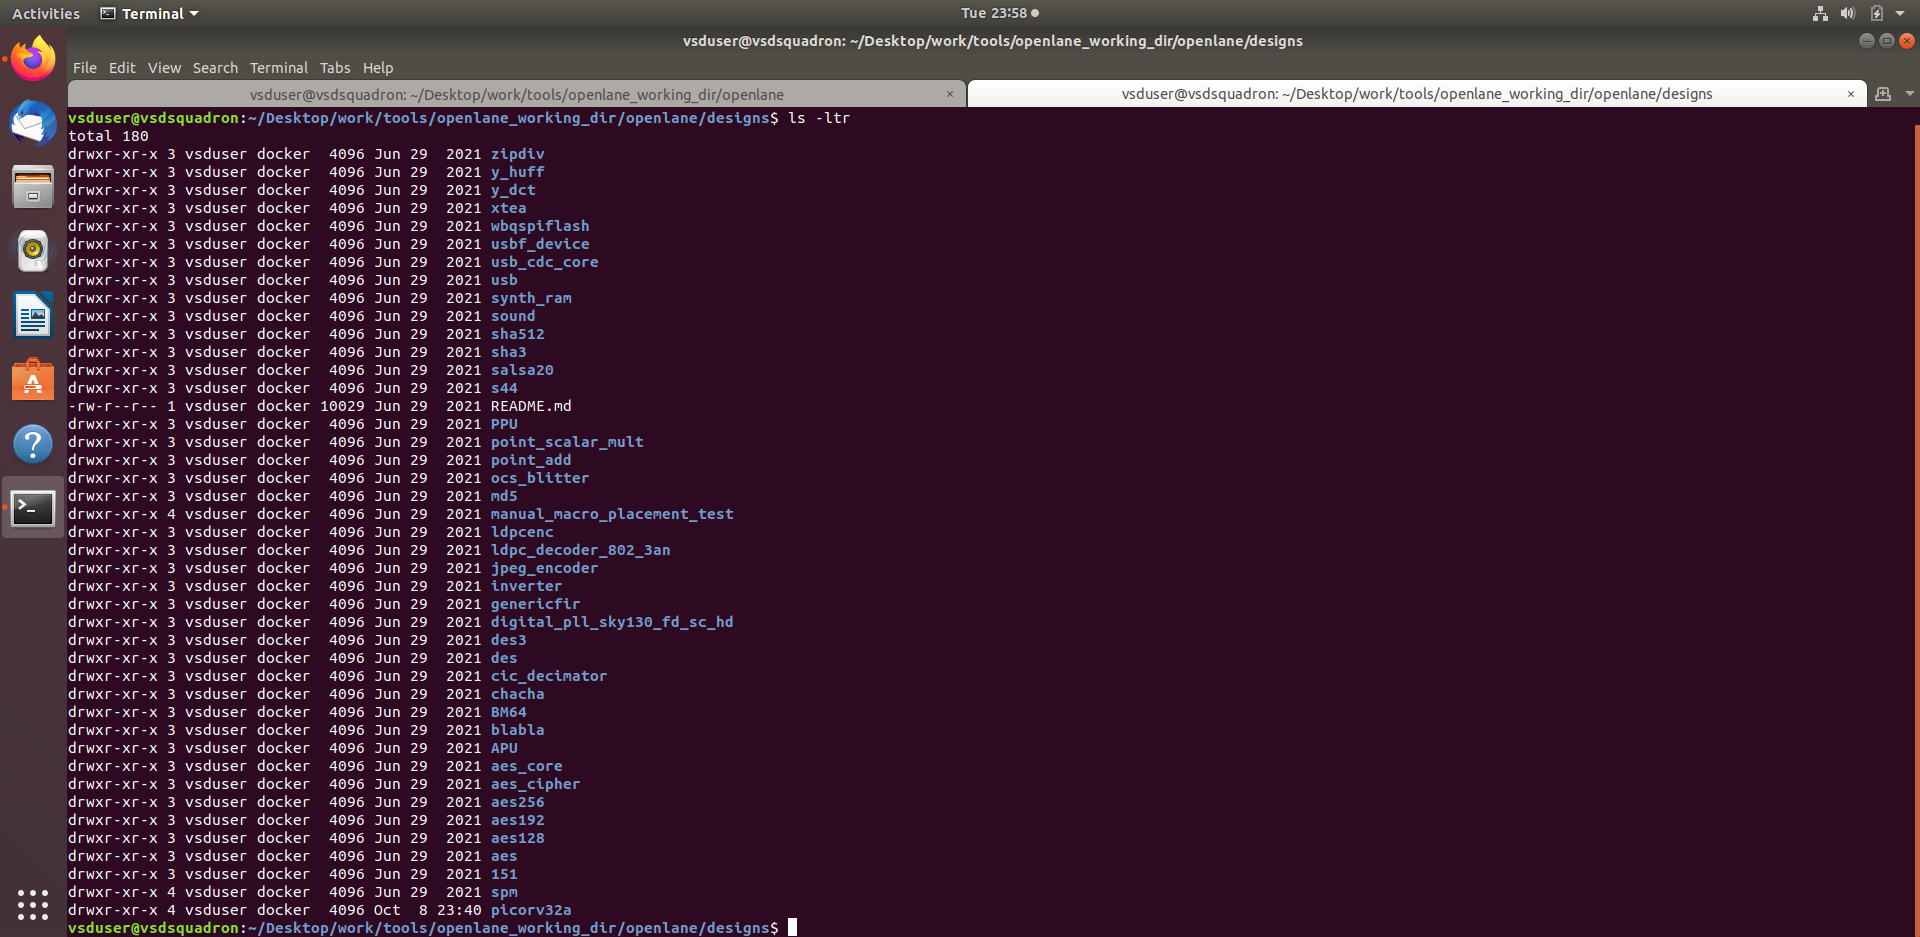 Activities Terminal Tue 23:58
vsduser@vsdsquadron: ~/Desktop/work/tools/openlane_working_dir/openlane/designs
File Edit View Search Terminal Tabs Help
vsduser@vsdsquadron: ~/Desktop/work/tools/openlane_working_dir/openlane × vsduser@vsdsquadron: ~/Desktop/work/tools/openlane_working_dir/openlane/designs ×
vsduser@vsdsquadron:~/Desktop/work/tools/openlane_working_dir/openlane/designs$ ls -ltr
total 180
drwxr-xr-x 3 vsduser docker  4096 Jun 29  2021 zipdiv
drwxr-xr-x 3 vsduser docker  4096 Jun 29  2021 y_huff
drwxr-xr-x 3 vsduser docker  4096 Jun 29  2021 y_dct
drwxr-xr-x 3 vsduser docker  4096 Jun 29  2021 xtea
drwxr-xr-x 3 vsduser docker  4096 Jun 29  2021 wbqspiflash
drwxr-xr-x 3 vsduser docker  4096 Jun 29  2021 usbf_device
drwxr-xr-x 3 vsduser docker  4096 Jun 29  2021 usb_cdc_core
drwxr-xr-x 3 vsduser docker  4096 Jun 29  2021 usb
drwxr-xr-x 3 vsduser docker  4096 Jun 29  2021 synth_ram
drwxr-xr-x 3 vsduser docker  4096 Jun 29  2021 sound
drwxr-xr-x 3 vsduser docker  4096 Jun 29  2021 sha512
drwxr-xr-x 3 vsduser docker  4096 Jun 29  2021 sha3
drwxr-xr-x 3 vsduser docker  4096 Jun 29  2021 salsa20
drwxr-xr-x 3 vsduser docker  4096 Jun 29  2021 s44
-rw-r--r-- 1 vsduser docker 10029 Jun 29  2021 README.md
drwxr-xr-x 3 vsduser docker  4096 Jun 29  2021 PPU
drwxr-xr-x 3 vsduser docker  4096 Jun 29  2021 point_scalar_mult
drwxr-xr-x 3 vsduser docker  4096 Jun 29  2021 point_add
drwxr-xr-x 3 vsduser docker  4096 Jun 29  2021 ocs_blitter
drwxr-xr-x 3 vsduser docker  4096 Jun 29  2021 md5
drwxr-xr-x 4 vsduser docker  4096 Jun 29  2021 manual_macro_placement_test
drwxr-xr-x 3 vsduser docker  4096 Jun 29  2021 ldpcenc
drwxr-xr-x 3 vsduser docker  4096 Jun 29  2021 ldpc_decoder_802_3an
drwxr-xr-x 3 vsduser docker  4096 Jun 29  2021 jpeg_encoder
drwxr-xr-x 3 vsduser docker  4096 Jun 29  2021 inverter
drwxr-xr-x 3 vsduser docker  4096 Jun 29  2021 genericfir
drwxr-xr-x 3 vsduser docker  4096 Jun 29  2021 digital_pll_sky130_fd_sc_hd
drwxr-xr-x 3 vsduser docker  4096 Jun 29  2021 des3
drwxr-xr-x 3 vsduser docker  4096 Jun 29  2021 des
drwxr-xr-x 3 vsduser docker  4096 Jun 29  2021 cic_decimator
drwxr-xr-x 3 vsduser docker  4096 Jun 29  2021 chacha
drwxr-xr-x 3 vsduser docker  4096 Jun 29  2021 BM64
drwxr-xr-x 3 vsduser docker  4096 Jun 29  2021 blabla
drwxr-xr-x 3 vsduser docker  4096 Jun 29  2021 APU
drwxr-xr-x 3 vsduser docker  4096 Jun 29  2021 aes_core
drwxr-xr-x 3 vsduser docker  4096 Jun 29  2021 aes_cipher
drwxr-xr-x 3 vsduser docker  4096 Jun 29  2021 aes256
drwxr-xr-x 3 vsduser docker  4096 Jun 29  2021 aes192
drwxr-xr-x 3 vsduser docker  4096 Jun 29  2021 aes128
drwxr-xr-x 3 vsduser docker  4096 Jun 29  2021 aes
drwxr-xr-x 3 vsduser docker  4096 Jun 29  2021 151
drwxr-xr-x 4 vsduser docker  4096 Jun 29  2021 spm
drwxr-xr-x 4 vsduser docker  4096 Oct  8 23:40 picorv32a
vsduser@vsdsquadron:~/Desktop/work/tools/openlane_working_dir/openlane/designs$